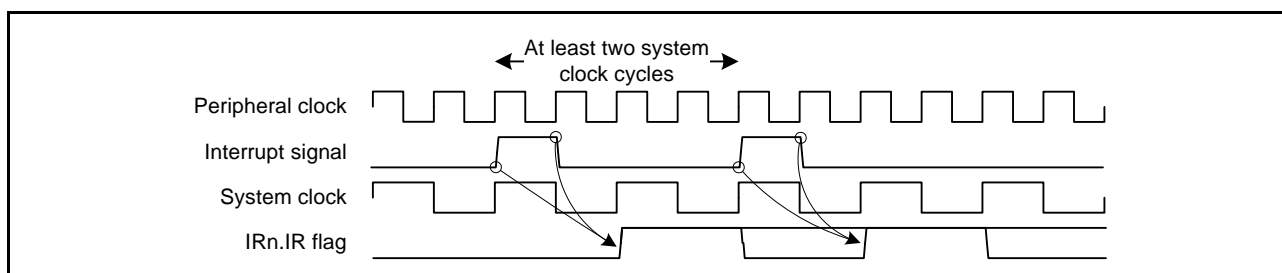 At least two system
clock cycles
Peripheral clock
Interrupt signal
System clock
IRn.IR flag